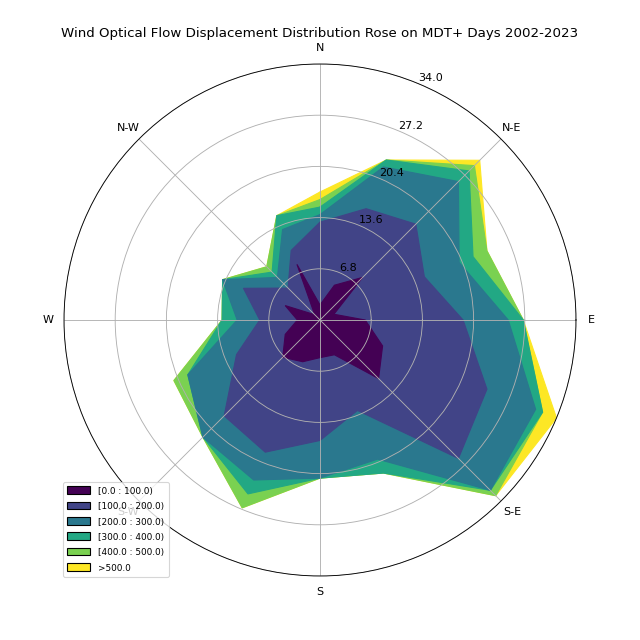 Wind Optical Flow Displacement Distribution Rose on MDT+ Days 2002-2023
N
34.0
27.2
N-W
N-E
20.4
13.6
6.8
W
E
[0.0 : 100.0)
[100.0 : 200.0)
[200.0 : 300.0)
[300.0 : 400.0)
[400.0 : 500.0)
>500.0
S-W
S-E
S